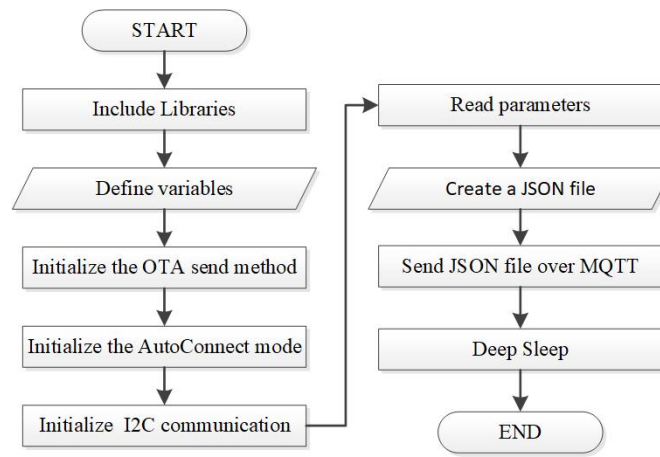 START
Include Libraries
Define variables
Initialize the OTA send method
Initialize the AutoConnect mode
Initialize I2C communication
Read parameters
Create a JSON file
Send JSON file over MQTT
Deep Sleep
END